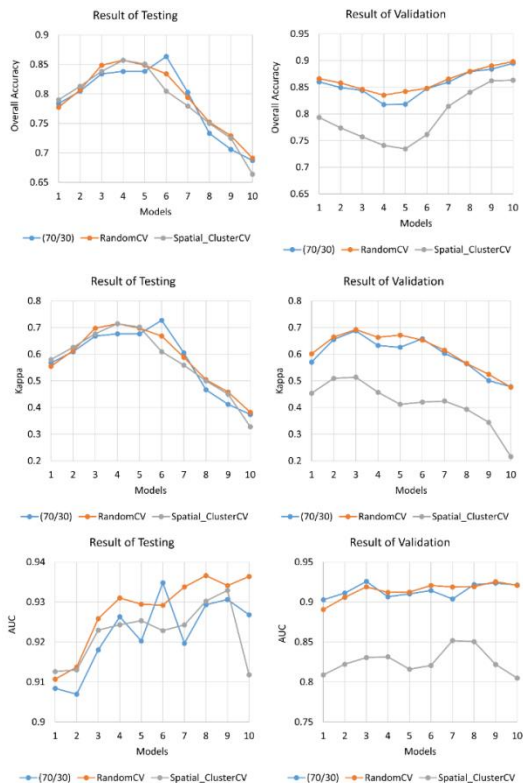 Result of Testing
0.9
0.85
0.8
0.75
0.7
0.65
Overall Accuracy
1 2 3 4 5 6 7 8 9 10
Models
(70/30) RandomCV Spatial_ClusterCV
Result of Validation
0.95
0.9
0.85
0.8
0.75
0.7
0.65
Overall Accuracy
1 2 3 4 5 6 7 8 9 10
Models
(70/30) RandomCV Spatial_ClusterCV
Result of Testing
0.8
0.7
0.6
0.5
0.4
0.3
0.2
Kappa
1 2 3 4 5 6 7 8 9 10
Models
(70/30) RandomCV Spatial_ClusterCV
Result of Validation
0.8
0.7
0.6
0.5
0.4
0.3
0.2
Kappa
1 2 3 4 5 6 7 8 9 10
Models
(70/30) RandomCV Spatial_ClusterCV
Result of Testing
0.94
0.93
0.92
0.91
0.9
AUC
1 2 3 4 5 6 7 8 9 10
Models
(70/30) RandomCV Spatial_ClusterCV
Result of Validation
0.95
0.9
0.85
0.8
0.75
AUC
1 2 3 4 5 6 7 8 9 10
Models
(70/30) RandomCV Spatial_ClusterCV